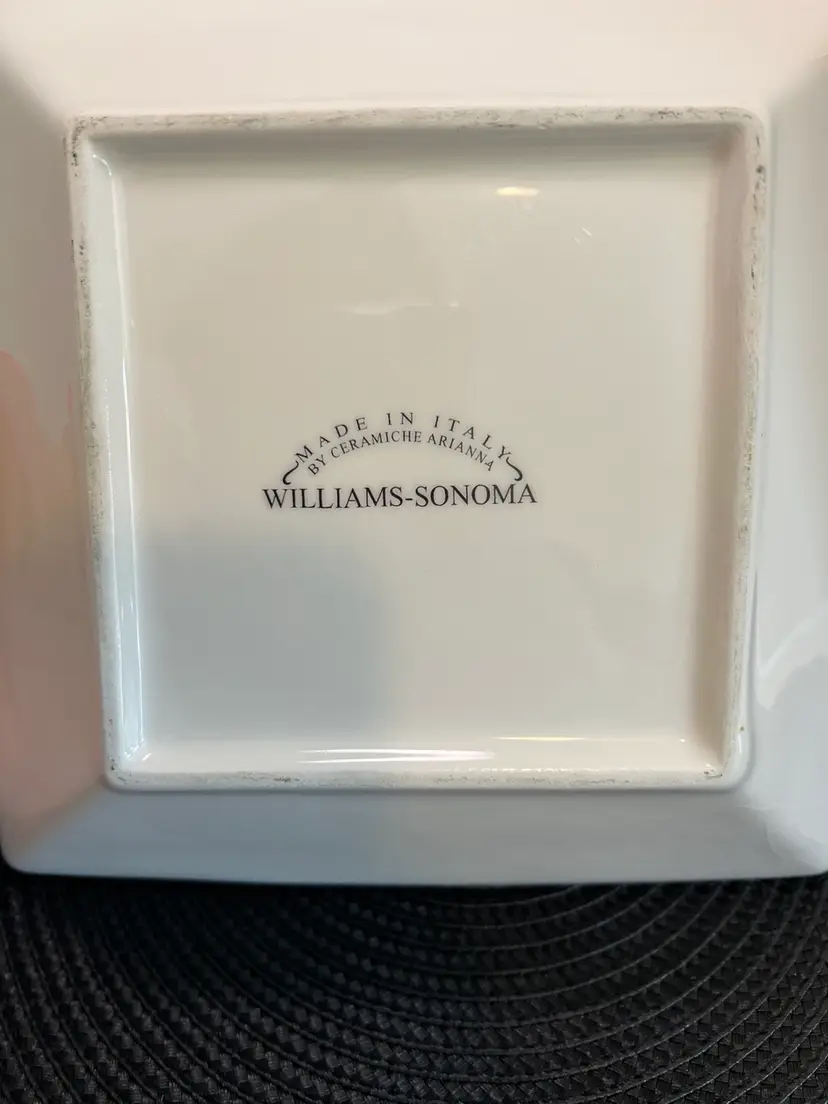 MADE IN ITALY
BY CERAMICHE ARIANNA
WILLIAMS-SONOMA